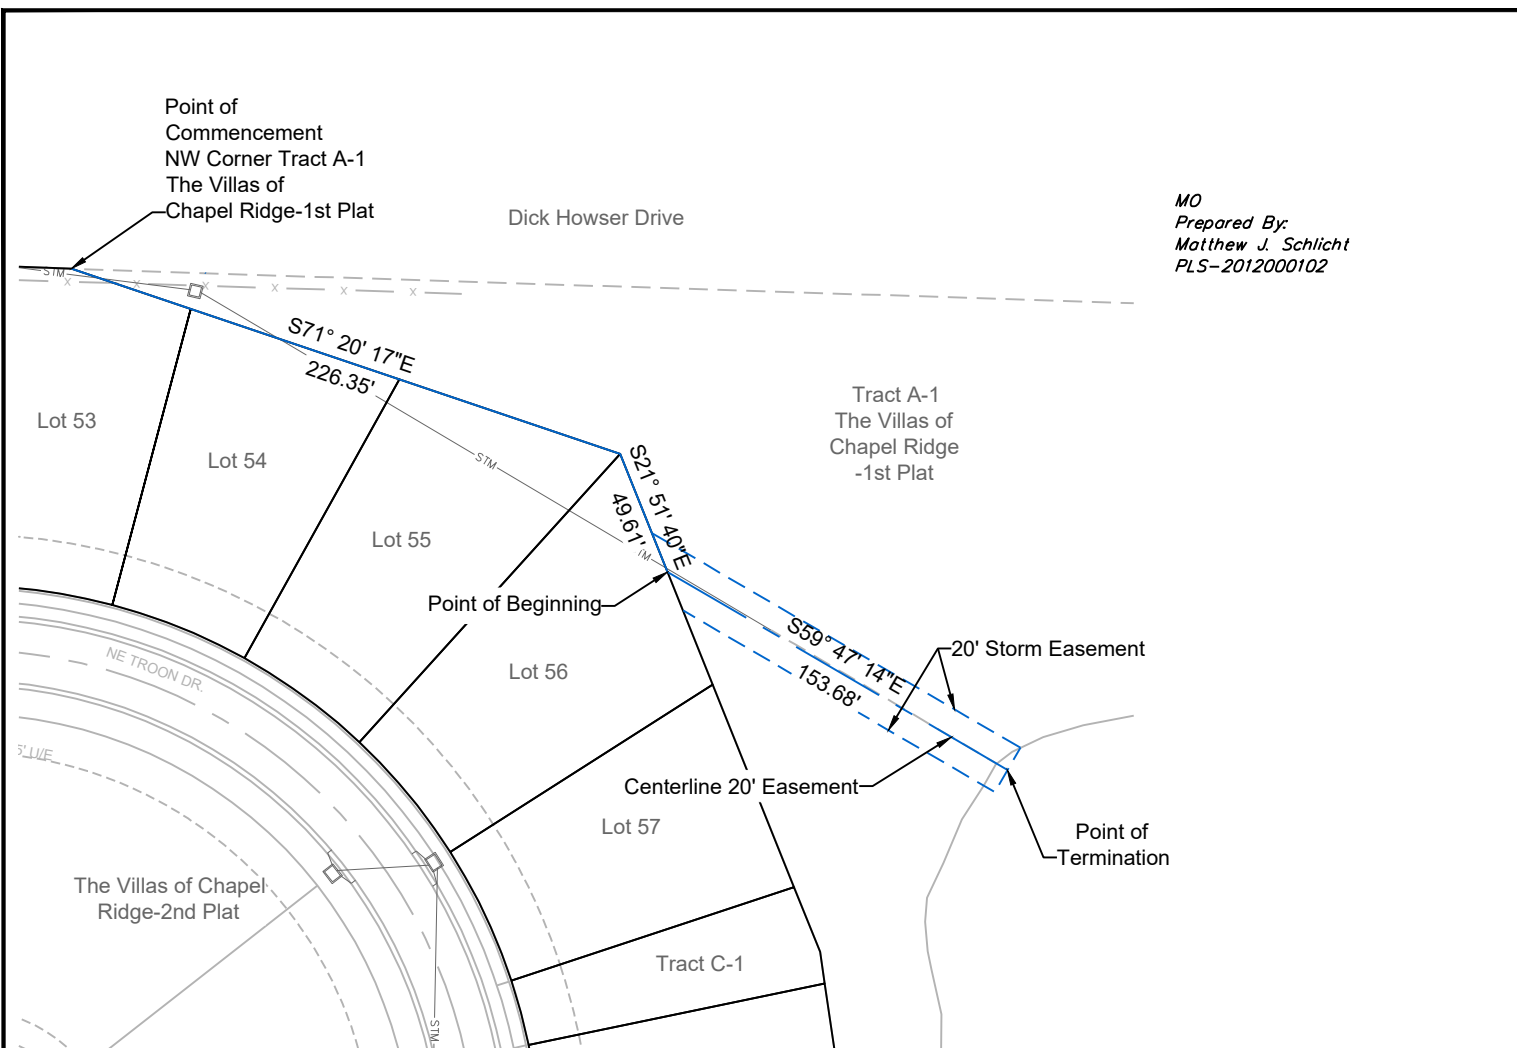 Point of
Commencement
NW Corner Tract A-1
The Villas of
Chapel Ridge-1st Plat
Dick Howser Drive
MO
Prepared By:
Matthew J. Schlicht
PLS-2012000102
STM
x x x x x x
S71° 20' 17"E
226.35'
Lot 53
Lot 54
STM
Tract A-1
The Villas of
Chapel Ridge
-1st Plat
S21° 51' 40"E
49.61'
Lot 55
Point of Beginning
S59° 47' 14"E
153.68'
20' Storm Easement
NE TROON DR.
Lot 56
5' U/E
Centerline 20' Easement
Lot 57
Point of
Termination
The Villas of Chapel
Ridge-2nd Plat
Tract C-1
STM